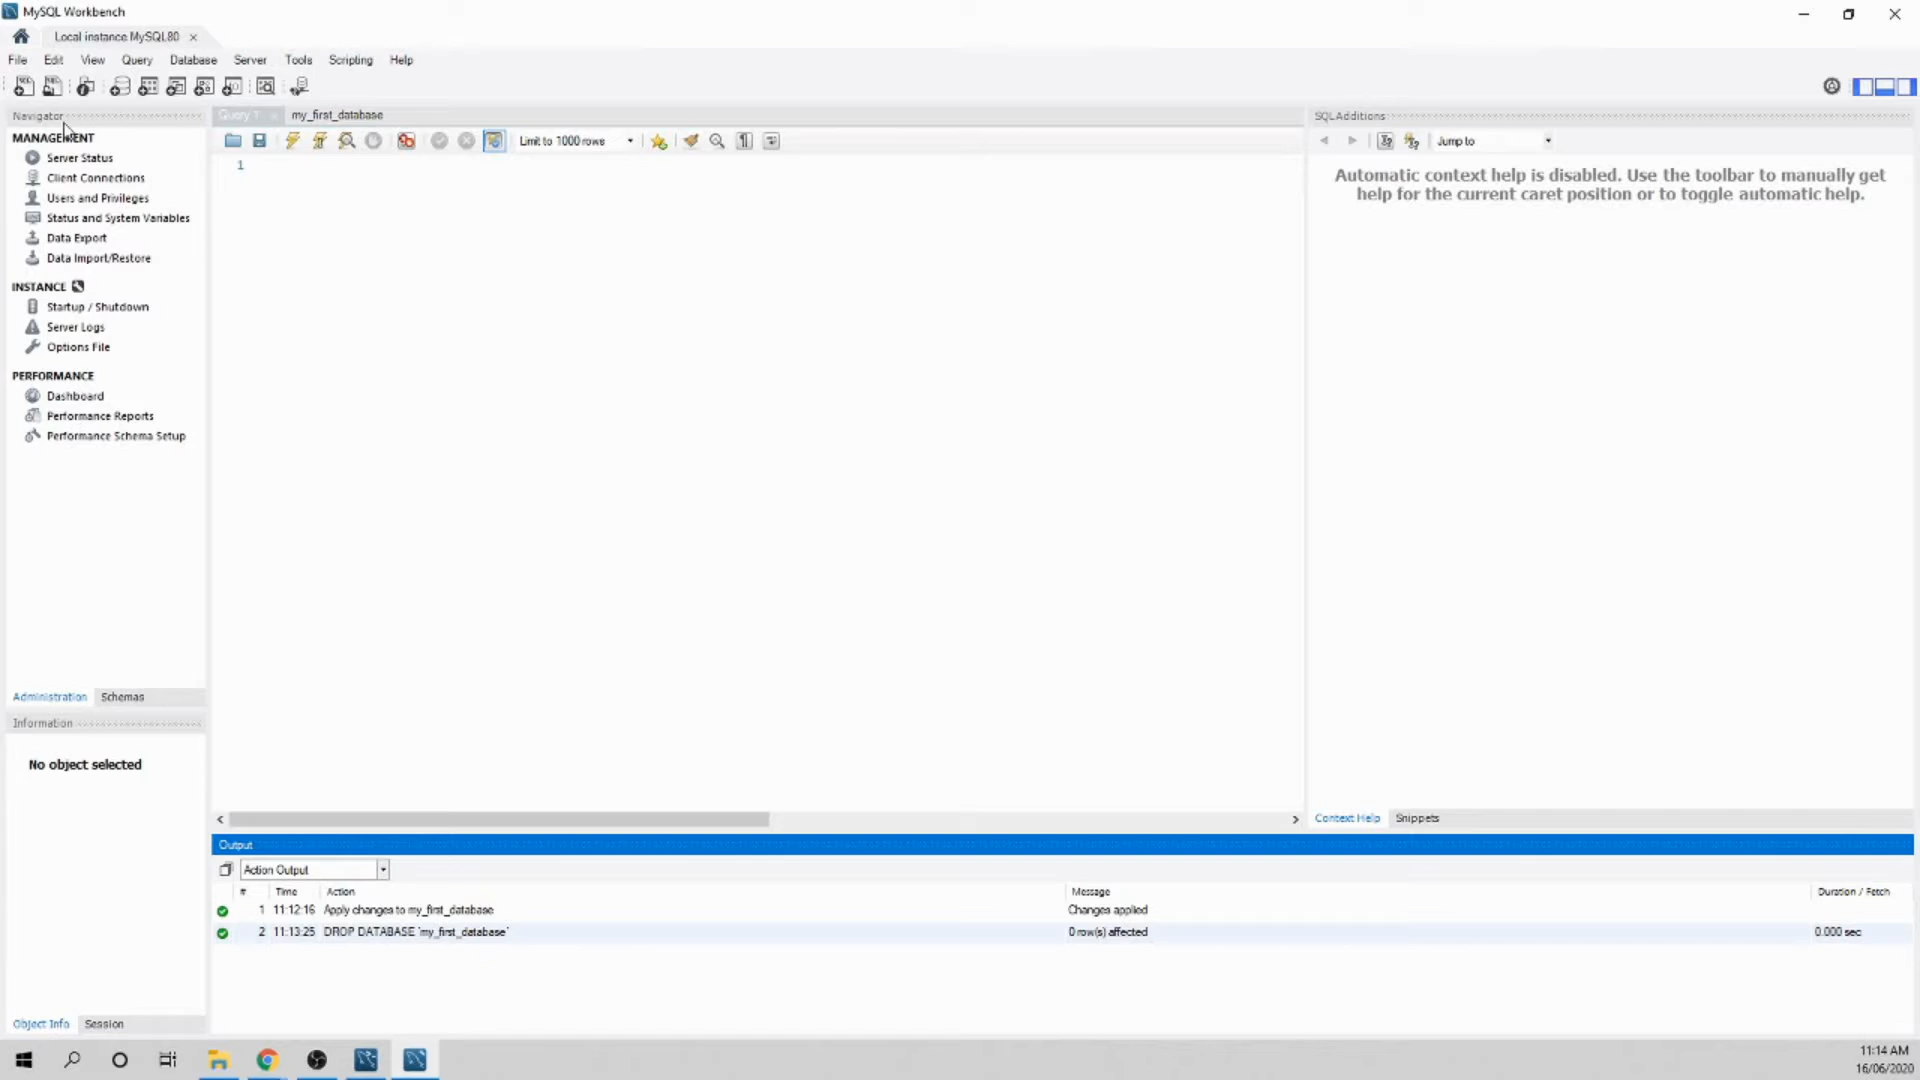 MySQL Workbench
Local instance MySQL80
File Edit View Query Database Server Tools Scripting Help
Navigator
MANAGEMENT
Server Status
Client Connections
Users and Privileges
Status and System Variables
Data Export
Data Import/Restore
INSTANCE
Startup / Shutdown
Server Logs
Options File
PERFORMANCE
Dashboard
Performance Reports
Performance Schema Setup
Administration Schemas
Information
No object selected
Object Info Session
Query 1 my_first_database
Limit to 1000 rows
1
SQLAdditions
Jump to
Automatic context help is disabled. Use the toolbar to manually get
help for the current caret position or to toggle automatic help.
Context Help Snippets
Output
Action Output
# Time Action Message Duration / Fetch
1 11:12:16 Apply changes to my_first_database Changes applied
2 11:13:25 DROP DATABASE `my_first_database` 0 row(s) affected 0.000 sec
11:14 AM
16/06/2020